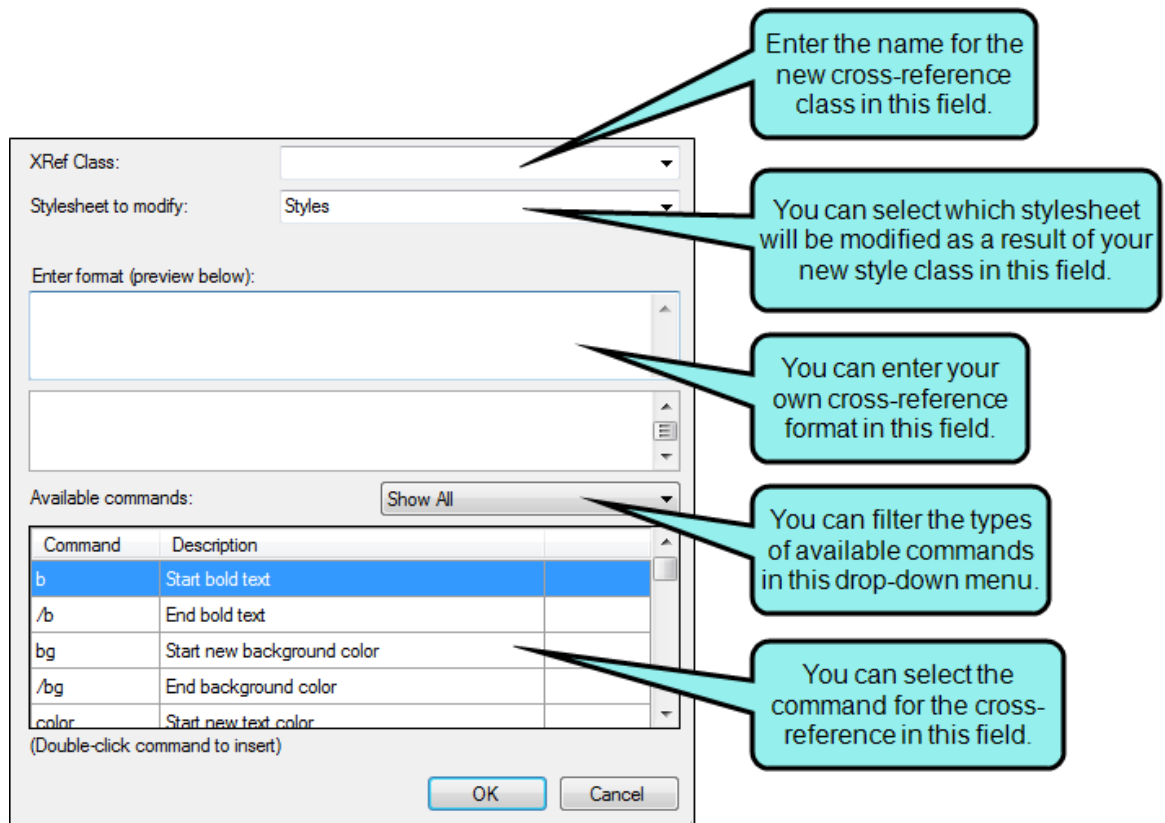 Enter the name for the
new cross-reference
class in this field.
XRef Class:
Stylesheet to modify: Styles
You can select which stylesheet
will be modified as a result of your
new style class in this field.
Enter format (preview below):
You can enter your
own cross-reference
format in this field.
Available commands: Show All
You can filter the types
of available commands
in this drop-down menu.
Command Description
b Start bold text
/b End bold text
bg Start new background color
/bg End background color
color Start new text color
(Double-click command to insert)
You can select the
command for the cross-
reference in this field.
OK Cancel